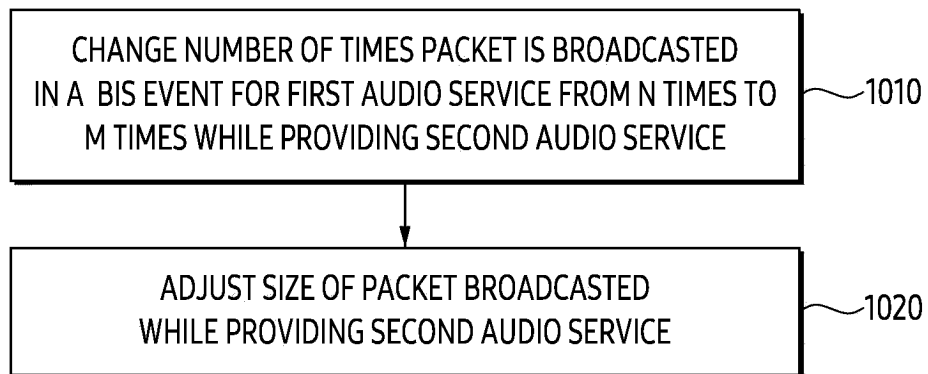 CHANGE NUMBER OF TIMES PACKET IS BROADCASTED
IN A BIS EVENT FOR FIRST AUDIO SERVICE FROM N TIMES TO
M TIMES WHILE PROVIDING SECOND AUDIO SERVICE
1010
ADJUST SIZE OF PACKET BROADCASTED
WHILE PROVIDING SECOND AUDIO SERVICE
1020